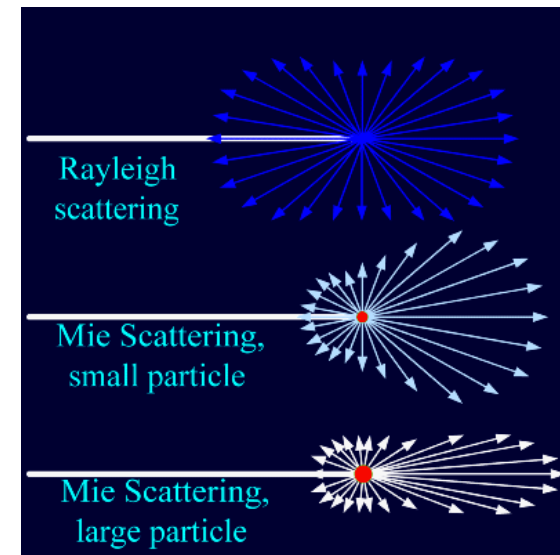 Rayleigh
scattering
Mie Scattering,
small particle
Mie Scattering,
large particle